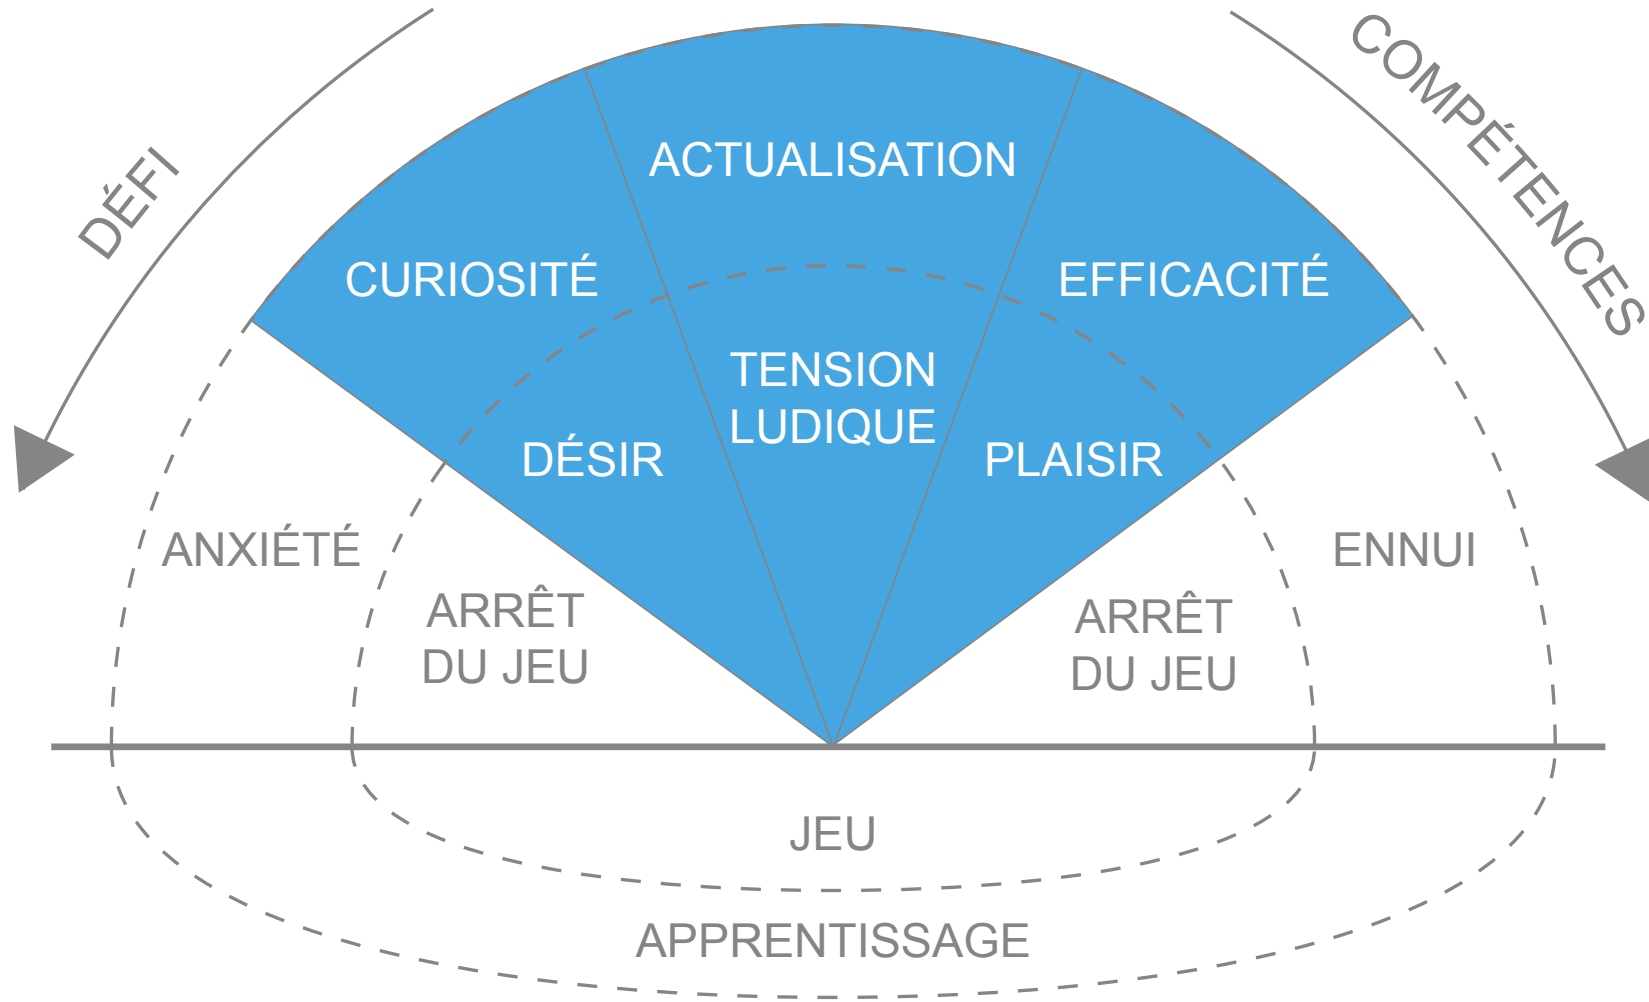 DÉFI
COMPÉTENCES
ACTUALISATION
CURIOSITÉ
EFFICACITÉ
TENSION
LUDIQUE
DÉSIR
PLAISIR
ANXIÉTÉ
ENNUI
ARRÊT
DU JEU
ARRÊT
DU JEU
JEU
APPRENTISSAGE